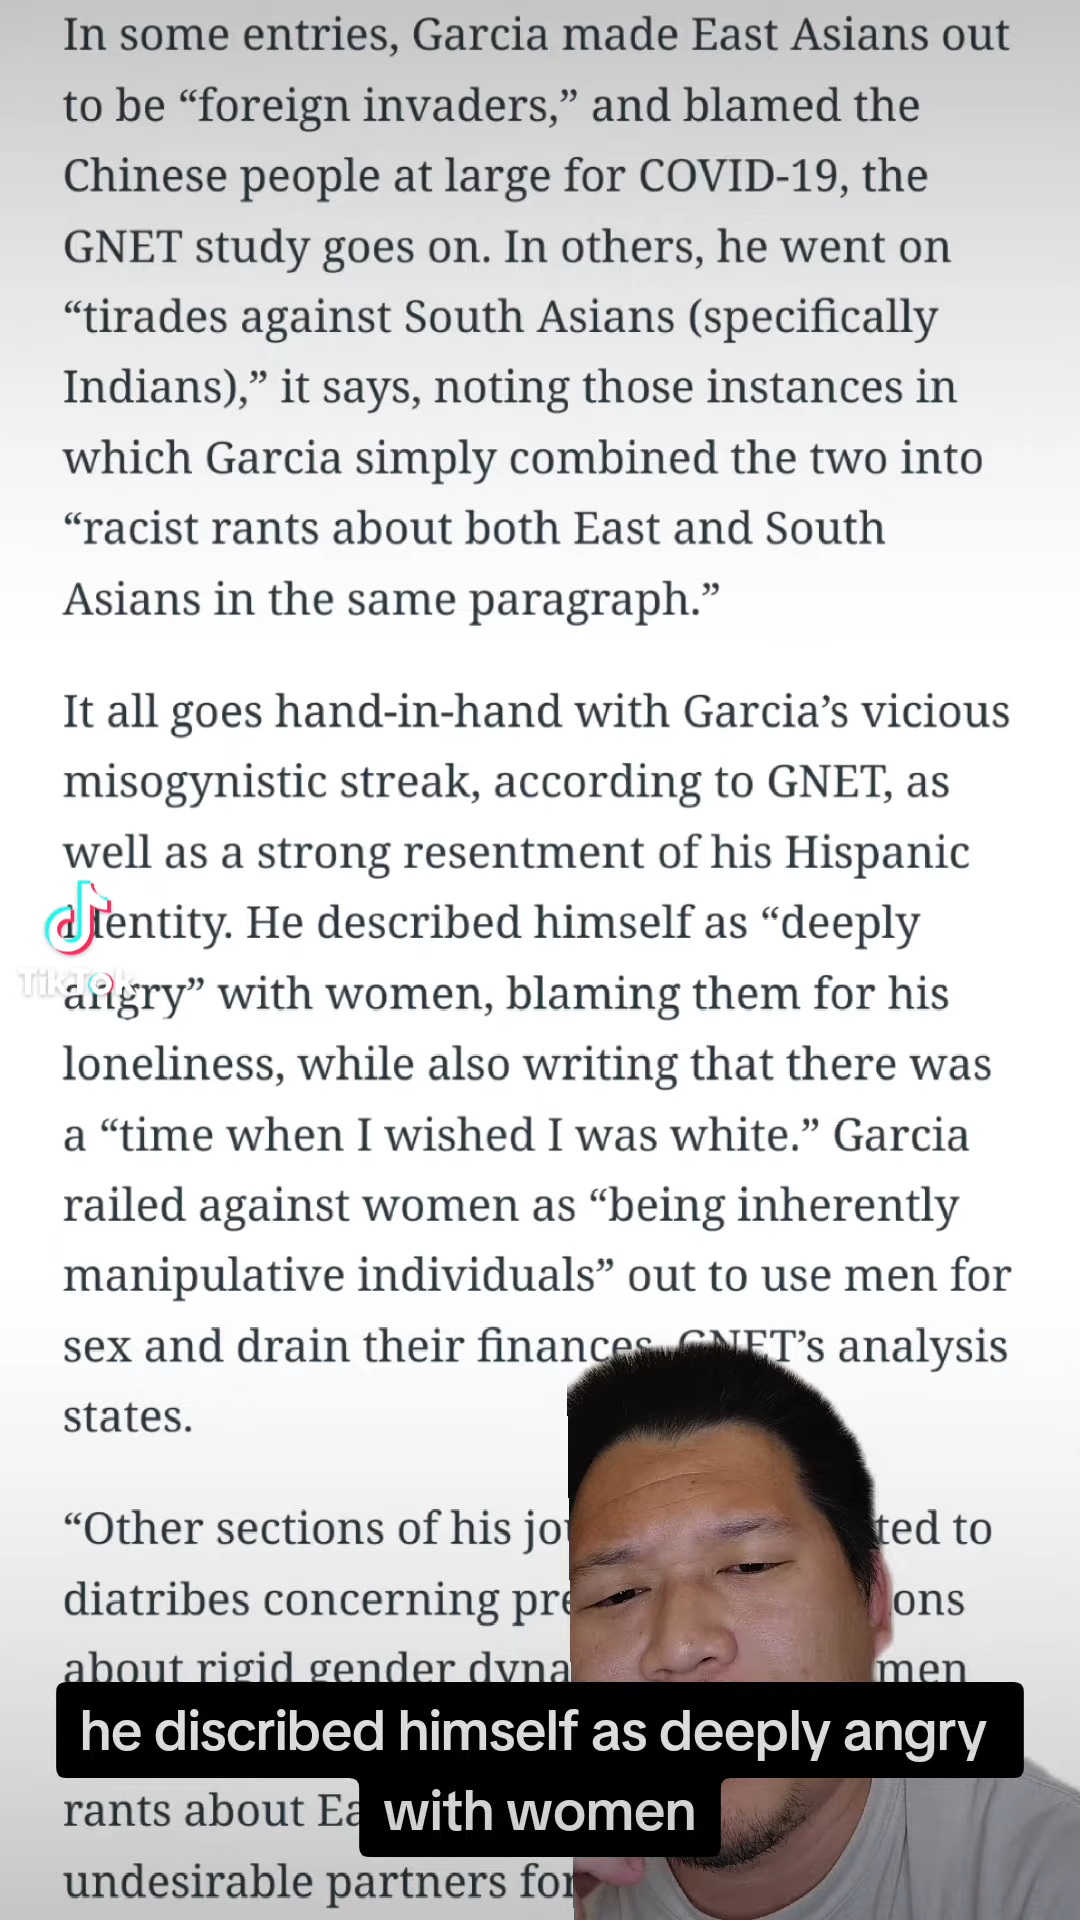 In some entries, Garcia made East Asians out
to be “foreign invaders,” and blamed the
Chinese people at large for COVID-19, the
GNET study goes on. In others, he went on
“tirades against South Asians (specifically
Indians),” it says, noting those instances in
which Garcia simply combined the two into
“racist rants about both East and South
Asians in the same paragraph.”
It all goes hand-in-hand with Garcia’s vicious
misogynistic streak, according to GNET, as
well as a strong resentment of his Hispanic
identity. He described himself as “deeply
TikTok
angry” with women, blaming them for his
loneliness, while also writing that there was
a “time when I wished I was white.” Garcia
railed against women as “being inherently
manipulative individuals” out to use men for
sex and drain their finances, GNET’s analysis
states.
“Other sections of his
to
diatribes concerning
about rigid gender
men
he discribed himself as deeply angry
with women
rants about
undesirable partners for